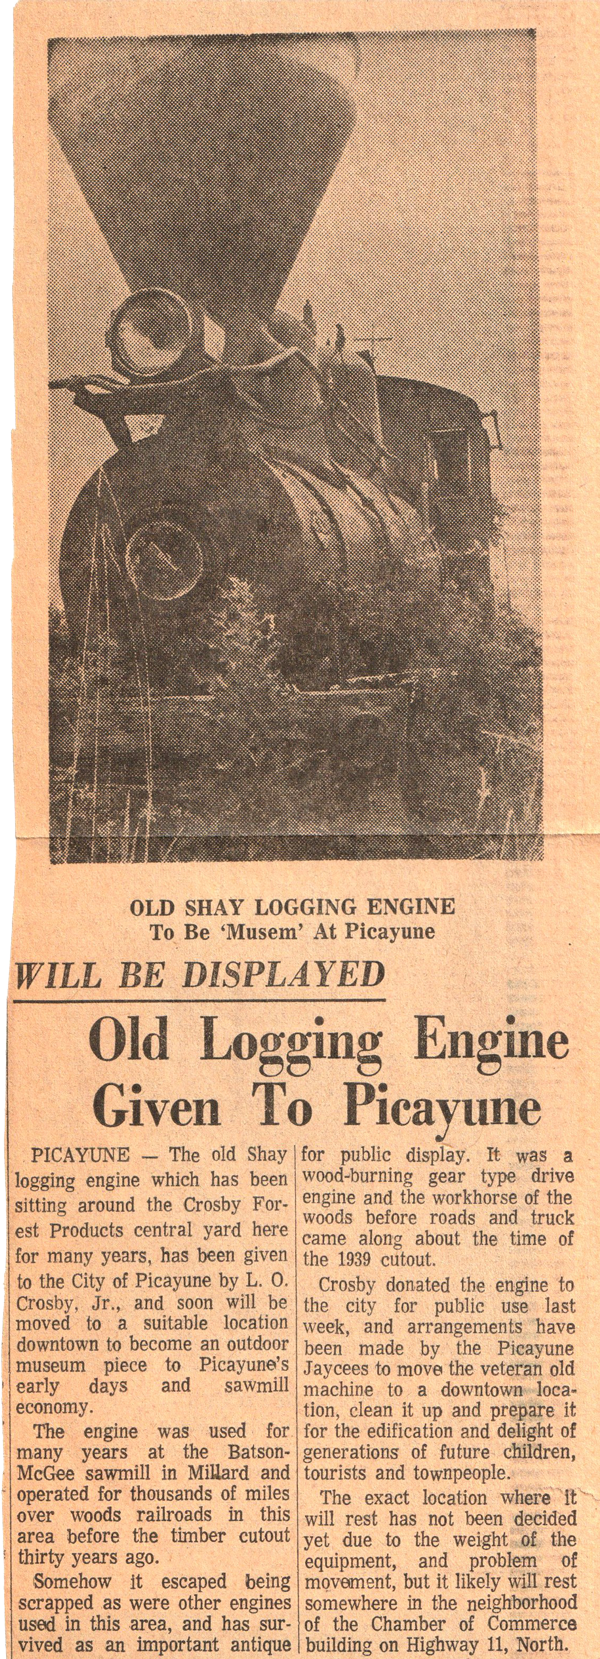 OLD SHAY LOGGING ENGINE
To Be ‘Musem’ At Picayune
WILL BE DISPLAYED
Old Logging Engine
Given To Picayune
PICAYUNE — The old Shay
logging engine which has been
sitting around the Crosby For-
est Products central yard here
for many years, has been given
to the City of Picayune by L. O.
Crosby, Jr., and soon will be
moved to a suitable location
downtown to become an outdoor
museum piece to Picayune's
early days and sawmill
economy.
The engine was used for
many years at the Batson-
McGee sawmill in Millard and
operated for thousands of miles
over woods railroads in this
area before the timber cutout
thirty years ago.
Somehow it escaped being
scrapped as were other engines
used in this area, and has sur-
vived as an important antique
for public display. It was a
wood-burning gear type drive
engine and the workhorse of the
woods before roads and truck
came along about the time of
the 1939 cutout.
Crosby donated the engine to
the city for public use last
week, and arrangements have
been made by the Picayune
Jaycees to move the veteran old
machine to a downtown loca-
tion, clean it up and prepare it
for the edification and delight of
generations of future children,
tourists and townpeople.
The exact location where it
will rest has not been decided
yet due to the weight of the
equipment, and problem of
movement, but it likely will rest
somewhere in the neighborhood
of the Chamber of Commerce
building on Highway 11, North.